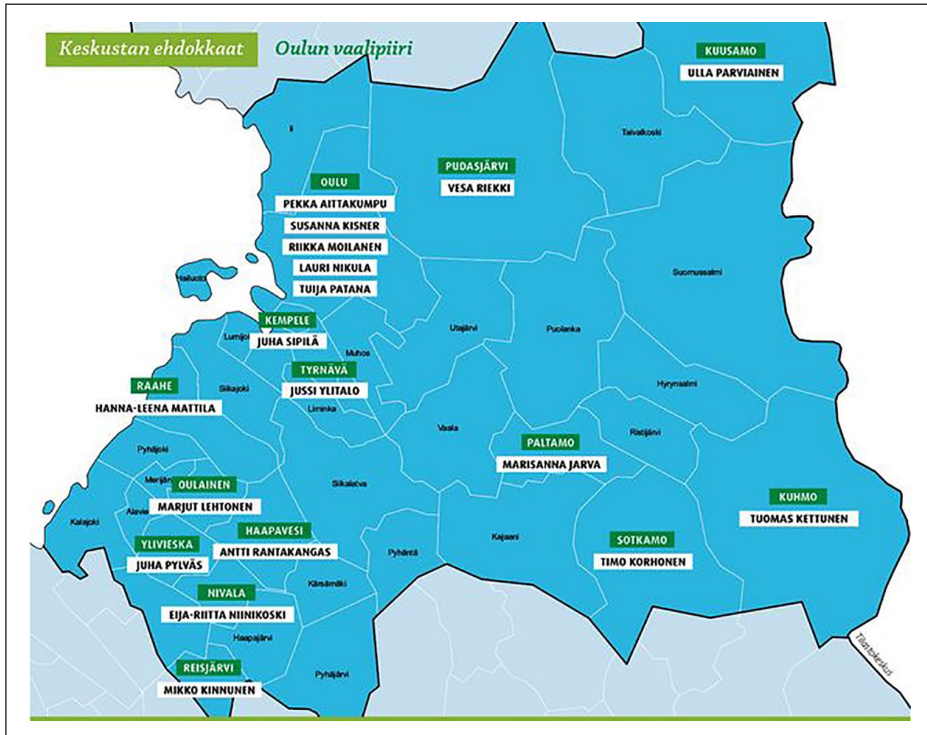 Keskustan ehdokkaat Oulun vaalipiiri
KUUSAMO
ULLA PARVIAINEN
Ii
Taivalkoski
PUDASJÄRVI
VESA RIEKKI
OULU
PEKKA AITTAKUMPU
SUSANNA KISNER
RIIKKA MOILANEN
LAURI NIKULA
TUIJA PATANA
Hailuoto
Suomussalmi
KEMPELE
JUHA SIPILÄ
Lumijo
Muhos
Utajärvi
Puolanka
TYRNÄVÄ
JUSSI YLITALO
Liminka
RAAHE
HANNA-LEENA MATTILA
Siikajoki
Hyrynsalmi
Vaala
Ristijärvi
PALTAMO
MARISANNA JARVA
Pyhäjoki
Merijär
OULAINEN
MARJUT LEHTONEN
Siikalatva
KUHMO
TUOMAS KETTUNEN
Kalajoki
Alavie
HAAPAVESI
ANTTI RANTAKANGAS
YLIVIESKA
JUHA PYLVÄS
Pyhäntä
Kajaani
SOTKAMO
TIMO KORHONEN
Kärsämäki
NIVALA
EIJA-RIITTA NIINIKOSKI
Haapajärvi
REISJÄRVI
MIKKO KINNUNEN
Pyhäjärvi
Tilastokeskus